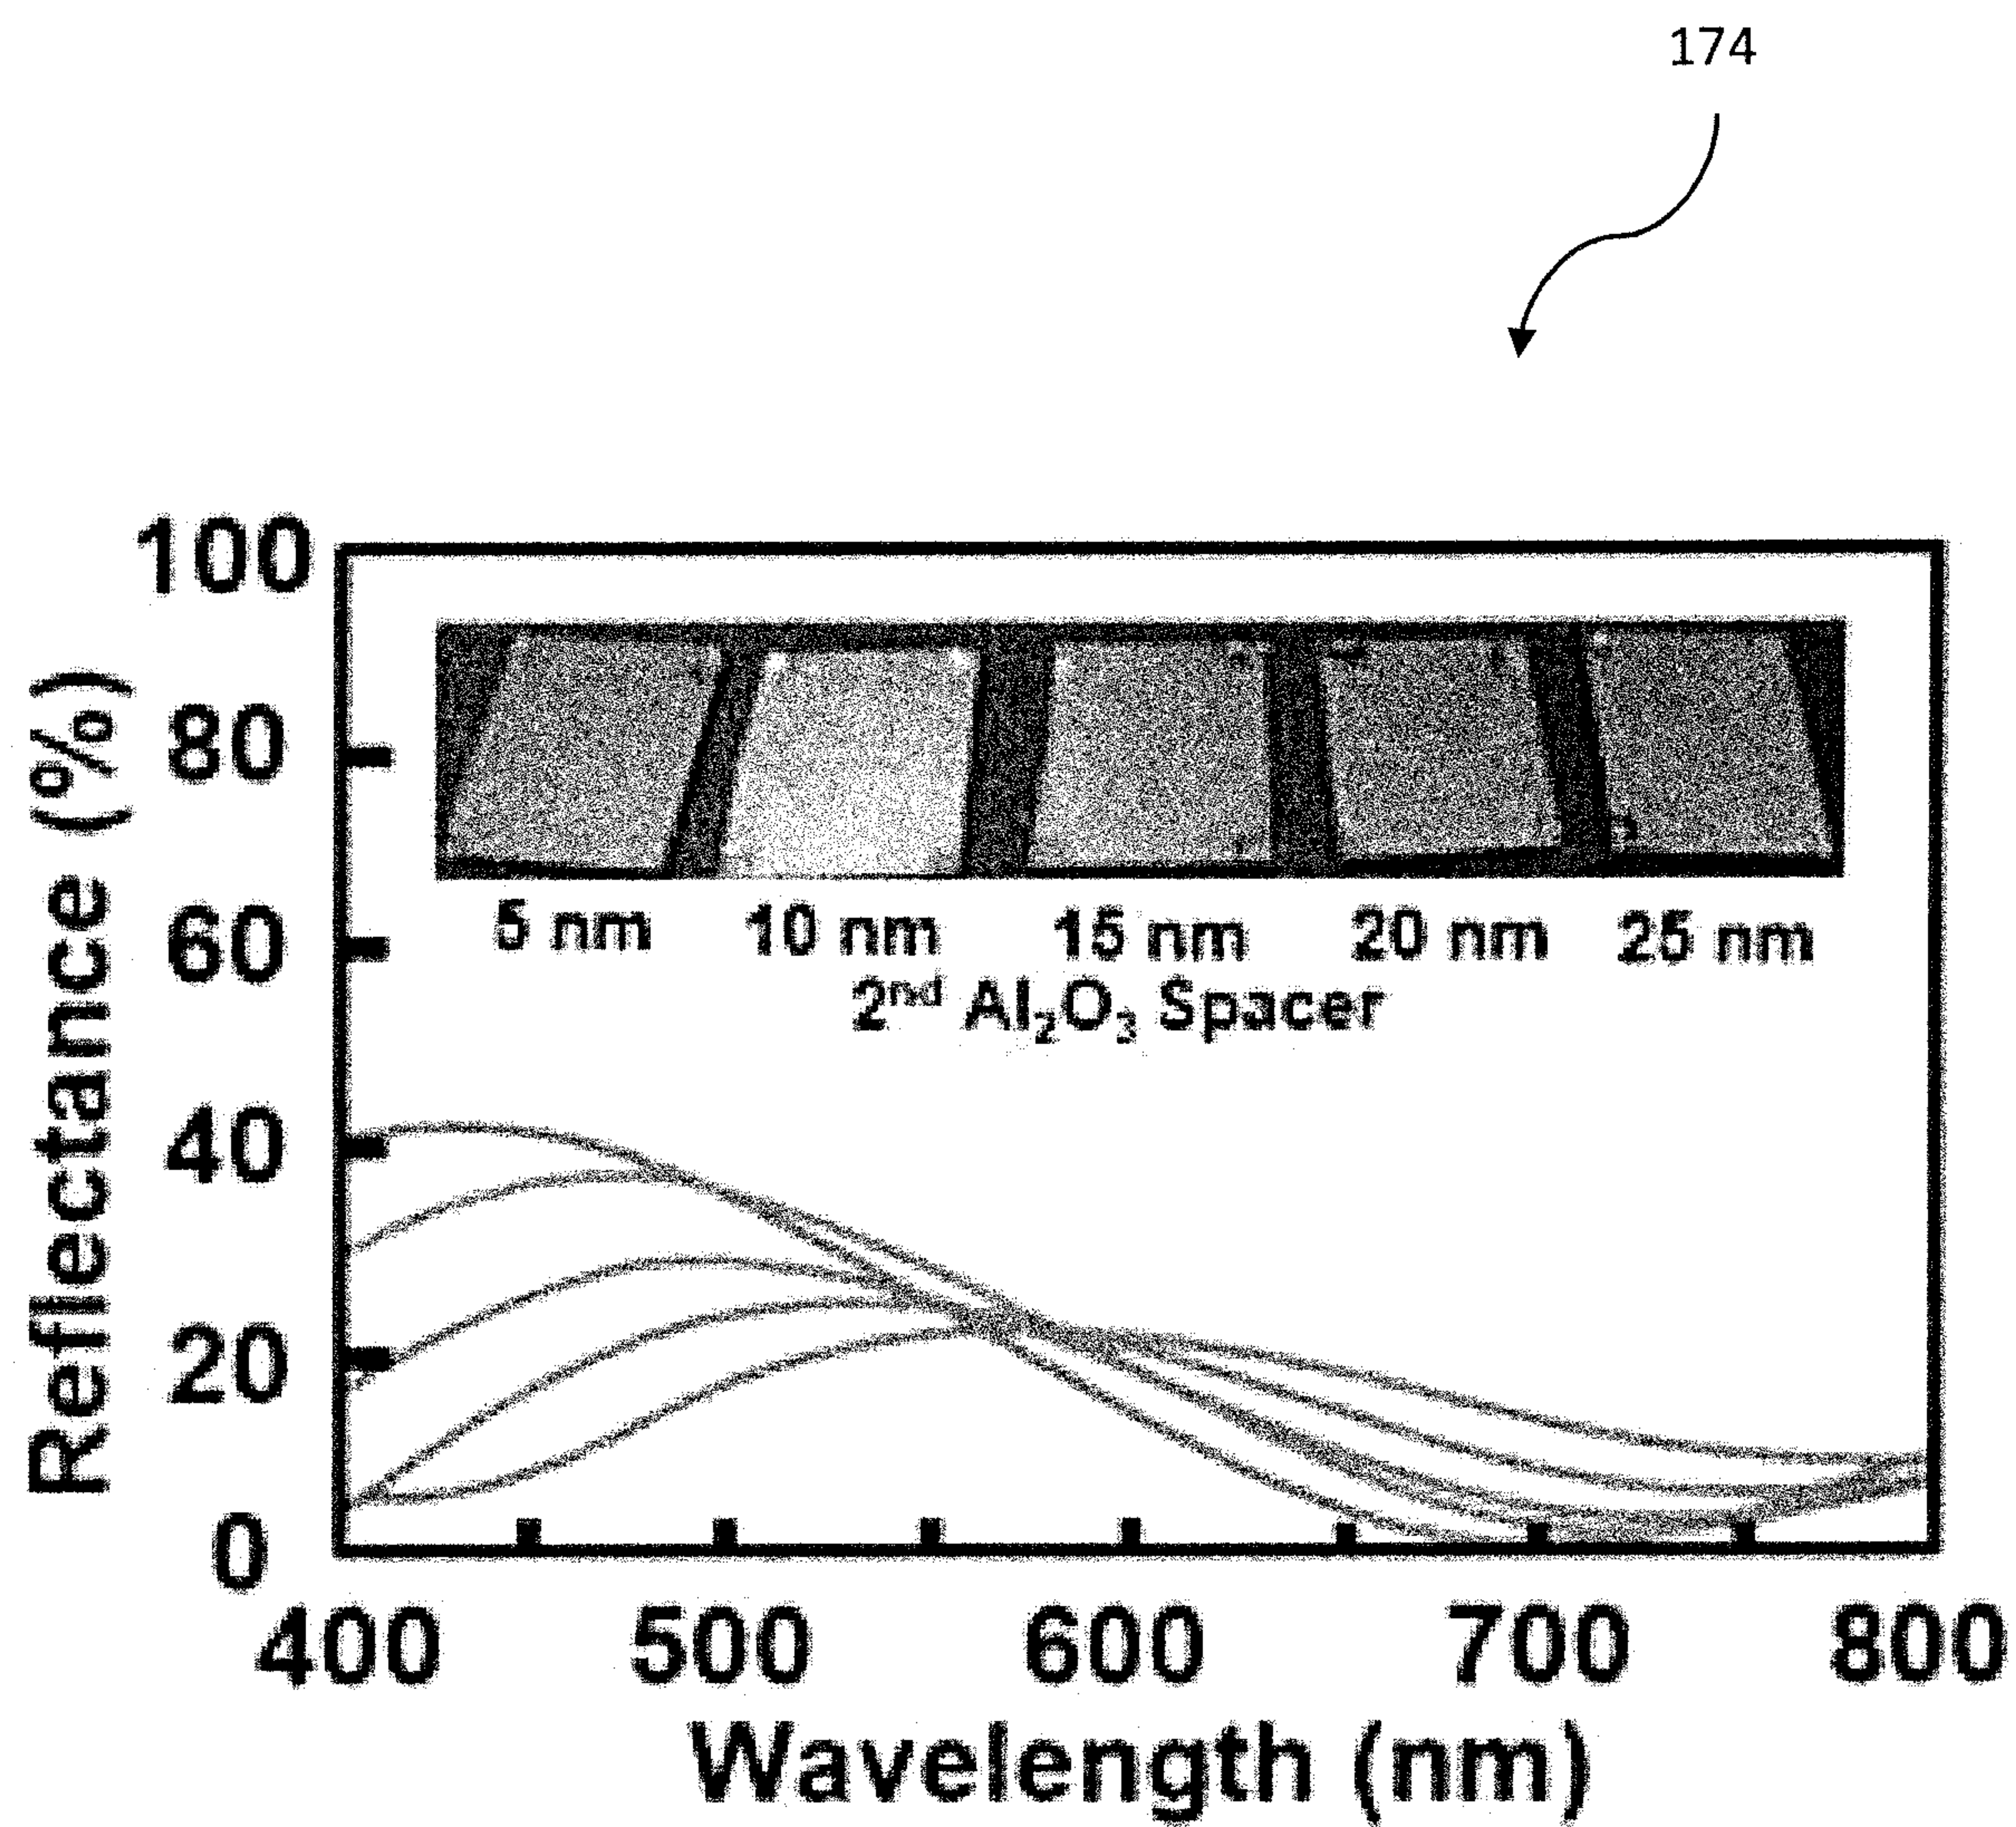 174
100
80
60
40
20
0
Reflectance (%)
5 nm 10 nm 15 nm 20 nm 25 nm
2nd Al₂O₃ Spacer
400 500 600 700 800
Wavelength (nm)